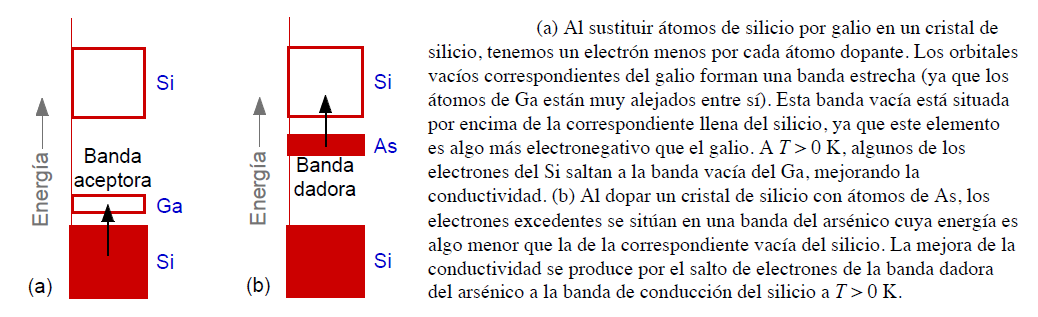 Energía
Si
Banda
aceptora
Ga
Si
(a)
Energía
Si
As
Banda
dadora
Si
(b)
(a) Al sustituir átomos de silicio por galio en un cristal de
silicio, tenemos un electrón menos por cada átomo dopante. Los orbitales
vacíos correspondientes del galio forman una banda estrecha (ya que los
átomos de Ga están muy alejados entre sí). Esta banda vacía está situada
por encima de la correspondiente llena del silicio, ya que este elemento
es algo más electronegativo que el galio. A T > 0 K, algunos de los
electrones del Si saltan a la banda vacía del Ga, mejorando la
conductividad. (b) Al dopar un cristal de silicio con átomos de As, los
electrones excedentes se sitúan en una banda del arsénico cuya energía es
algo menor que la de la correspondiente vacía del silicio. La mejora de la
conductividad se produce por el salto de electrones de la banda dadora
del arsénico a la banda de conducción del silicio a T > 0 K.